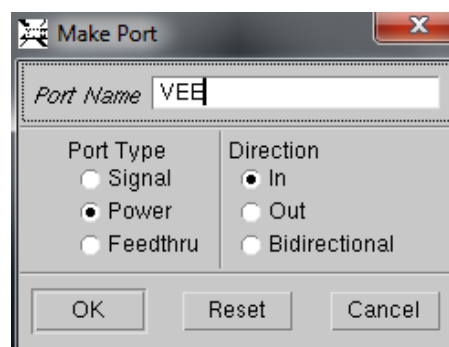 Make Port
Port Name VEE
Port Type Direction
Signal In
Power Out
Feedthru Bidirectional
OK Reset Cancel